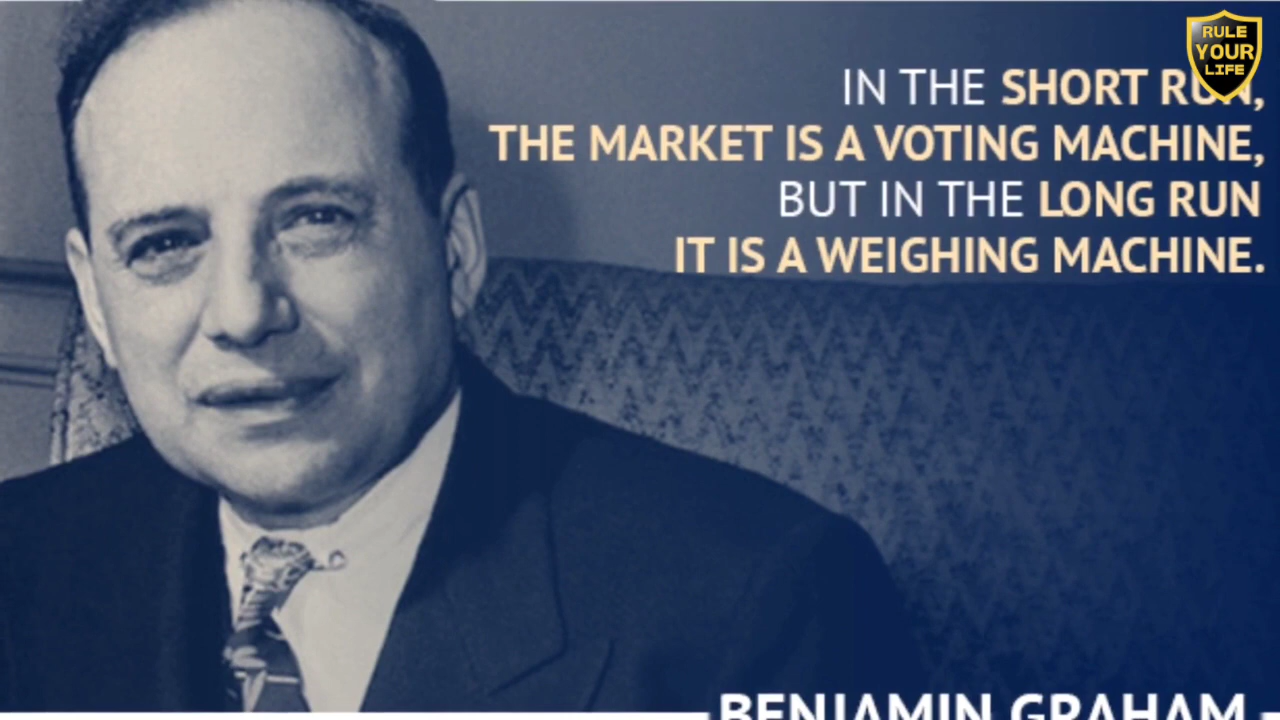 RULE
YOUR
LIFE
IN THE SHORT RUN,
THE MARKET IS A VOTING MACHINE,
BUT IN THE LONG RUN
IT IS A WEIGHING MACHINE.
BENJAMIN GRAHAM